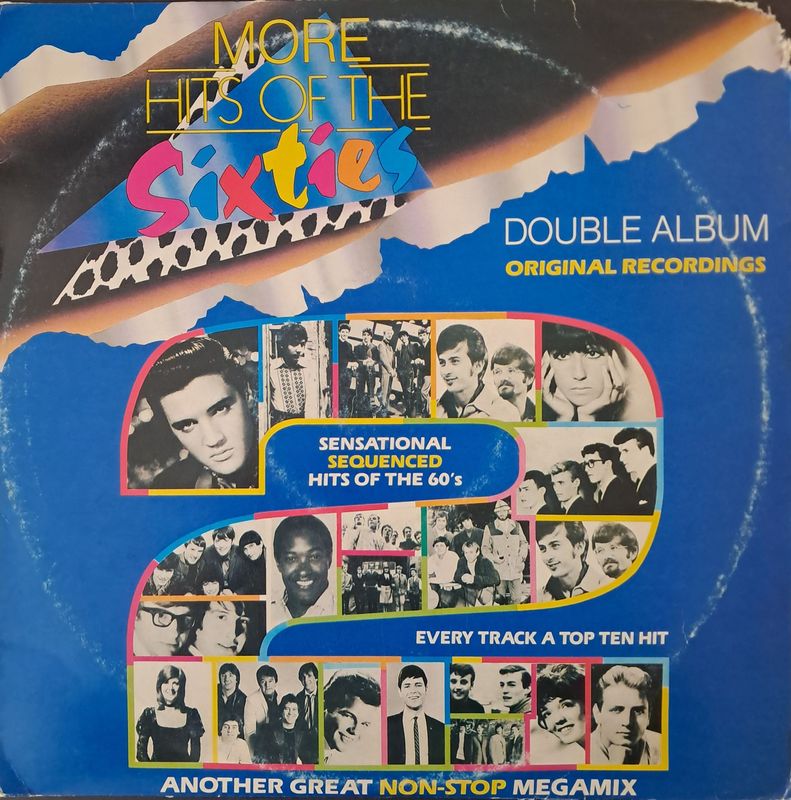 MORE
HITS OF THE
Sixties
DOUBLE ALBUM
ORIGINAL RECORDINGS
SENSATIONAL
SEQUENCED
HITS OF THE 60's
2
EVERY TRACK A TOP TEN HIT
ANOTHER GREAT NON-STOP MEGAMIX